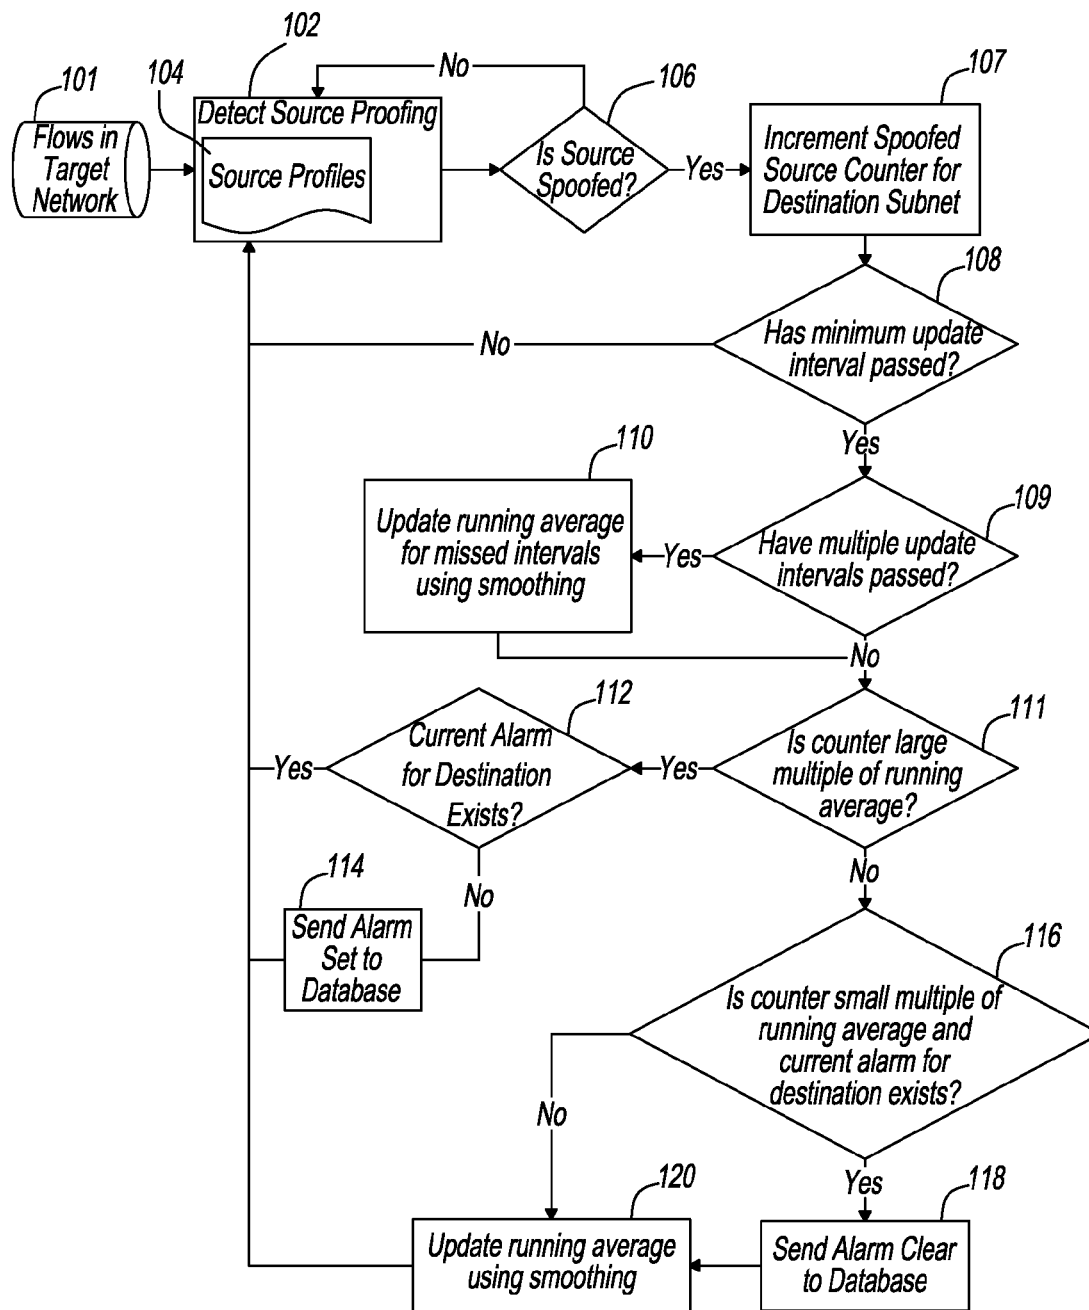 102
No
106
107
104
101
Detect Source Proofing
Flows in
Target
Network
Source Profiles
Is Source
Spoofed?
Yes
Increment Spoofed
Source Counter for
Destination Subnet
108
Has minimum update
interval passed?
No
Yes
110
109
Update running average
for missed intervals
using smoothing
Yes
Have multiple update
intervals passed?
No
112
111
Current Alarm
for Destination
Exists?
Yes
Yes
Is counter large
multiple of running
average?
No
No
114
Send Alarm
Set to
Database
116
Is counter small multiple of
running average and
current alarm for
destination exists?
No
Yes
120
118
Update running average
using smoothing
Send Alarm Clear
to Database